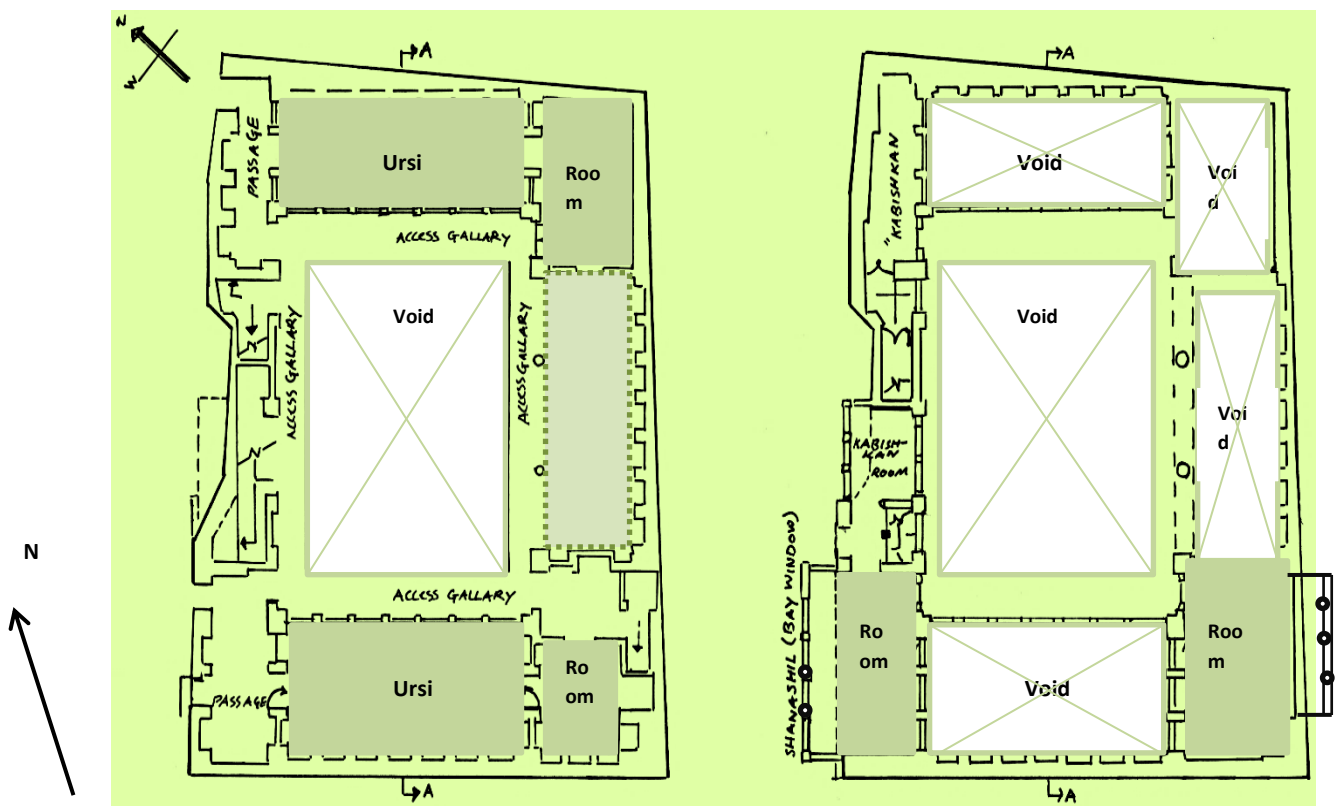 N
W
A
PASSAGE
Ursi
Roo
m
ACCESS GALLARY
Void
ACCESS GALLARY
ACCESS GALLARY
ACCESS GALLARY
Ursi
Ro
om
PASSAGE
A
N
A
"KABISHKAN
Void
Voi
d
Void
Voi
d
KABISH-
KAN
ROOM
SHANASHIL (BAY WINDOW)
Ro
om
Void
Roo
m
A